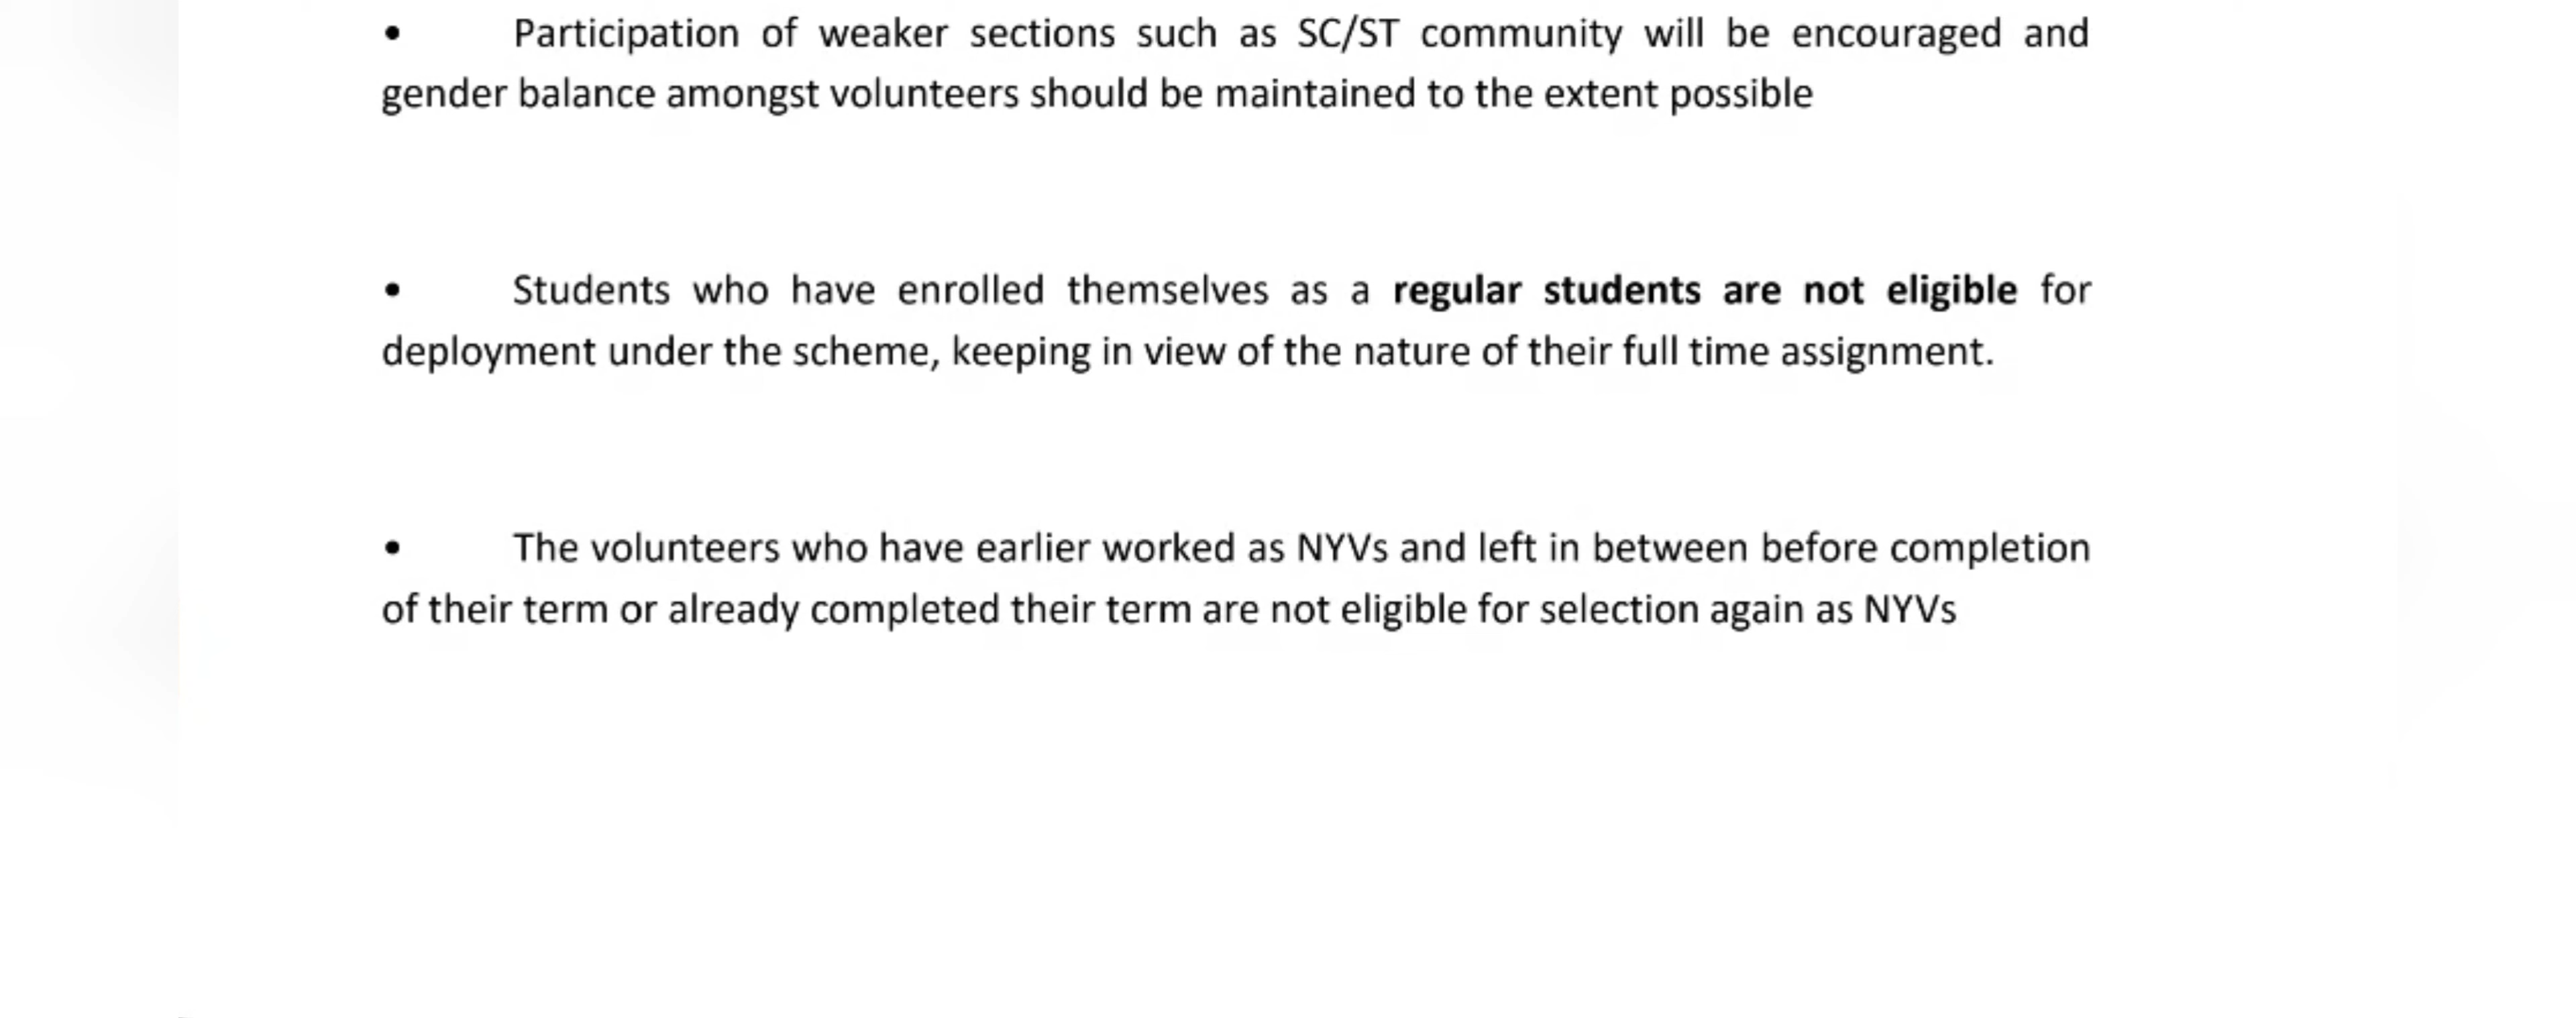 • Participation of weaker sections such as SC/ST community will be encouraged and
gender balance amongst volunteers should be maintained to the extent possible
• Students who have enrolled themselves as a regular students are not eligible for
deployment under the scheme, keeping in view of the nature of their full time assignment.
• The volunteers who have earlier worked as NYVs and left in between before completion
of their term or already completed their term are not eligible for selection again as NYVs